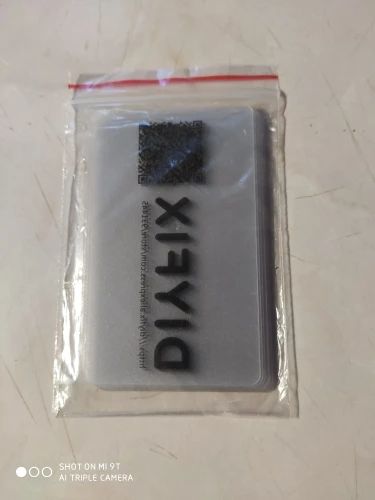 DIYFIX
SHOT ON MI 9T
AI TRIPLE CAMERA